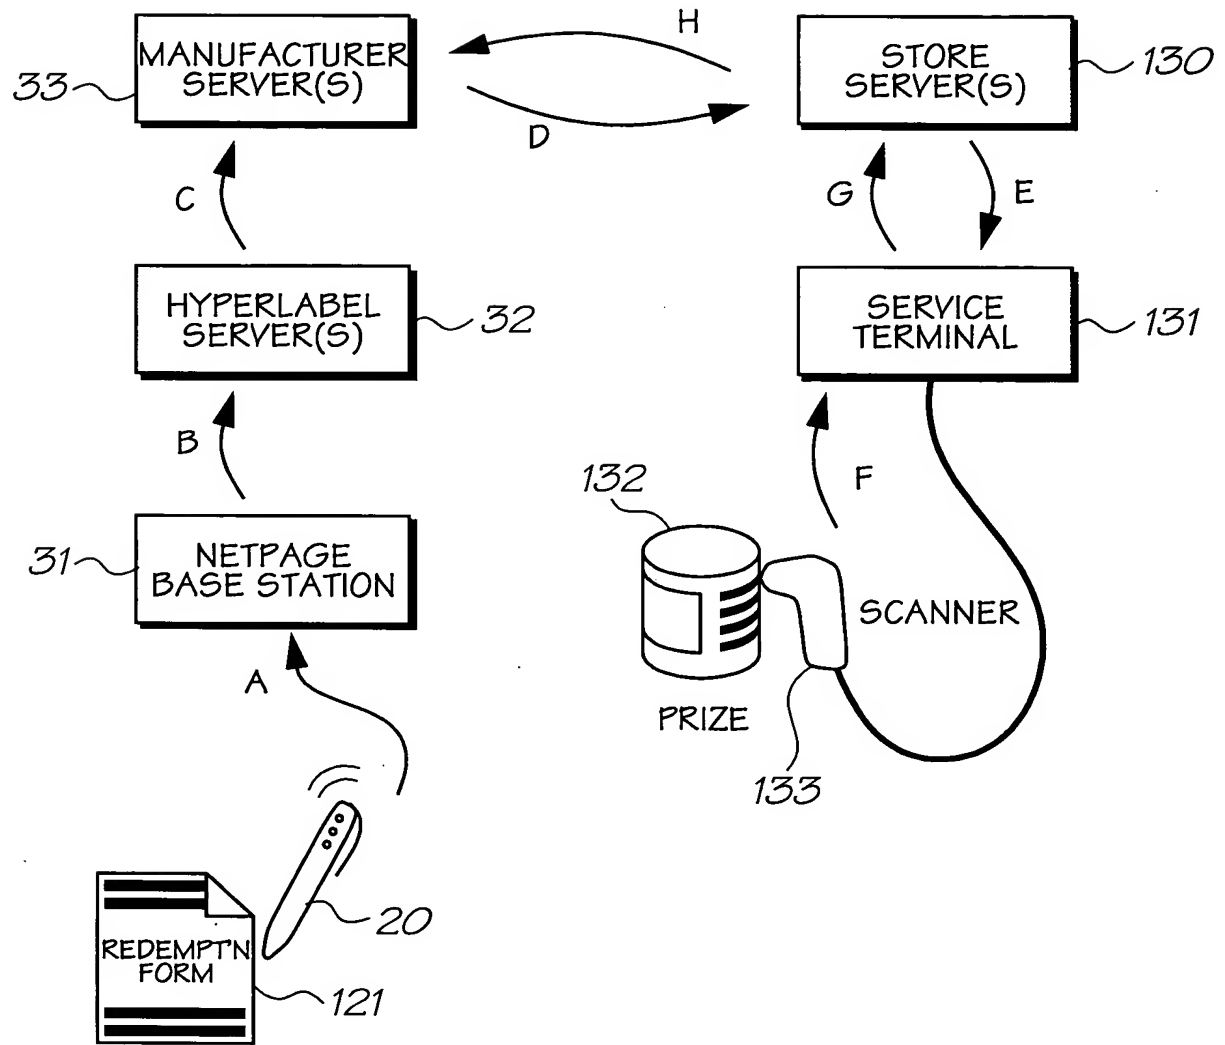 H
MANUFACTURER
SERVER(S)
33
STORE
SERVER(S)
130
D
C
G
E
HYPERLABEL
SERVER(S)
32
SERVICE
TERMINAL
131
B
F
132
NETPAGE
BASE STATION
31
SCANNER
A
PRIZE
133
20
REDEMPT'N
FORM
121